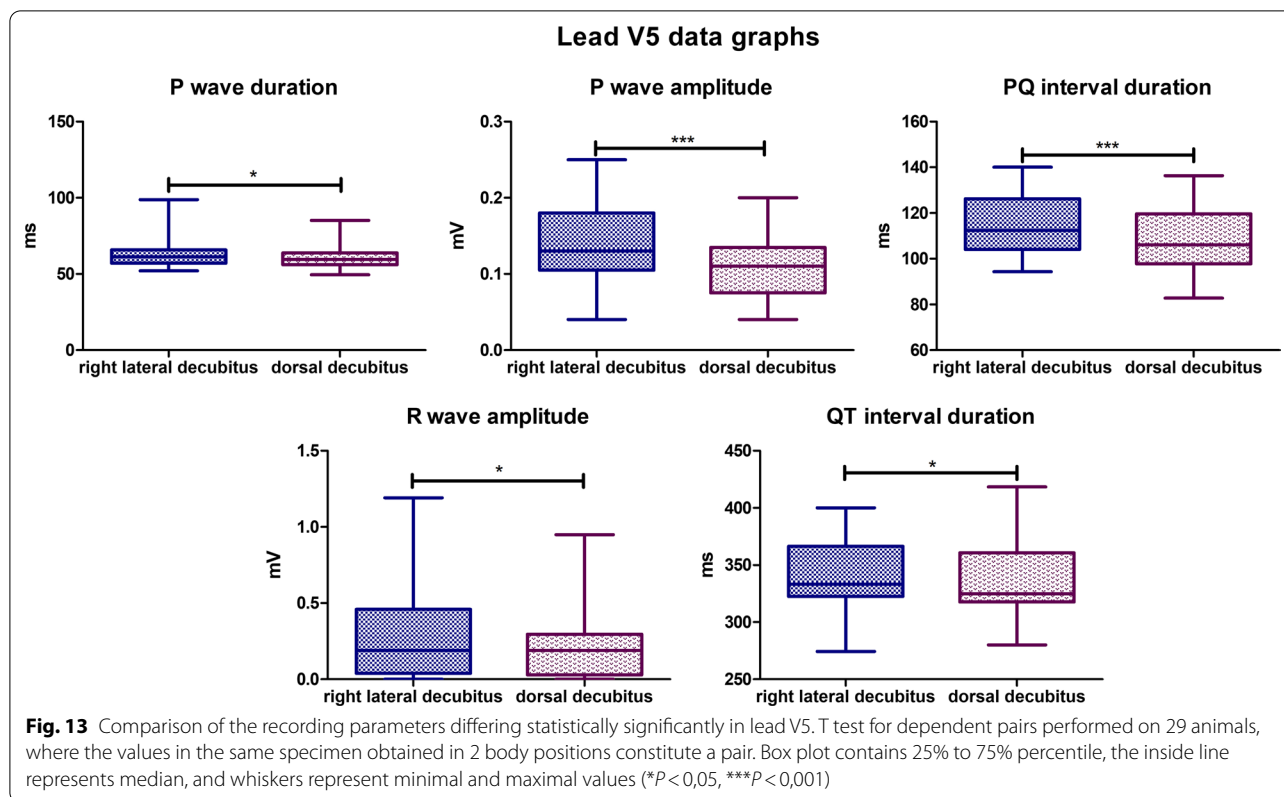 Lead V5 data graphs
P wave duration
150
100
50
0
ms
*
right lateral decubitus
dorsal decubitus
P wave amplitude
0.3
0.2
0.1
0.0
mV
***
right lateral decubitus
dorsal decubitus
PQ interval duration
160
140
120
100
80
60
ms
***
right lateral decubitus
dorsal decubitus
R wave amplitude
1.5
1.0
0.5
0.0
mV
*
right lateral decubitus
dorsal decubitus
QT interval duration
450
400
350
300
250
ms
*
right lateral decubitus
dorsal decubitus
Fig. 13 Comparison of the recording parameters differing statistically significantly in lead V5. T test for dependent pairs performed on 29 animals,
where the values in the same specimen obtained in 2 body positions constitute a pair. Box plot contains 25% to 75% percentile, the inside line
represents median, and whiskers represent minimal and maximal values (*P < 0,05, ***P < 0,001)